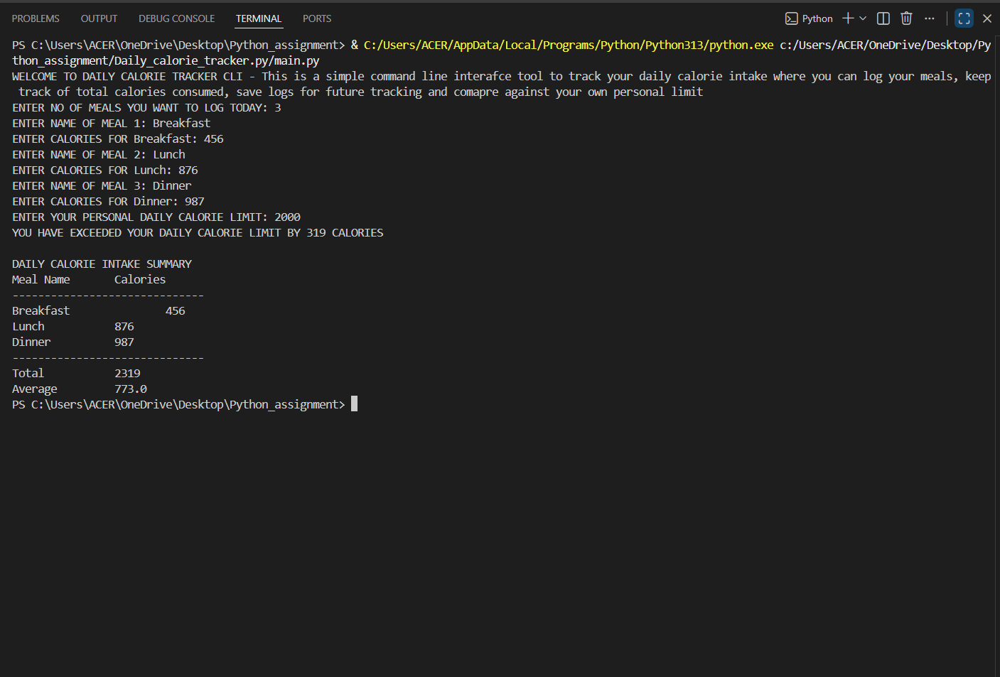 PROBLEMS OUTPUT DEBUG CONSOLE TERMINAL PORTS Python
PS C:\Users\ACER\OneDrive\Desktop\Python_assignment> & C:/Users/ACER/AppData/Local/Programs/Python/Python313/python.exe c:/Users/ACER/OneDrive/Desktop/Py
thon_assignment/Daily_calorie_tracker.py/main.py
WELCOME TO DAILY CALORIE TRACKER CLI - This is a simple command line interafce tool to track your daily calorie intake where you can log your meals, keep
track of total calories consumed, save logs for future tracking and comapre against your own personal limit
ENTER NO OF MEALS YOU WANT TO LOG TODAY: 3
ENTER NAME OF MEAL 1: Breakfast
ENTER CALORIES FOR Breakfast: 456
ENTER NAME OF MEAL 2: Lunch
ENTER CALORIES FOR Lunch: 876
ENTER NAME OF MEAL 3: Dinner
ENTER CALORIES FOR Dinner: 987
ENTER YOUR PERSONAL DAILY CALORIE LIMIT: 2000
YOU HAVE EXCEEDED YOUR DAILY CALORIE LIMIT BY 319 CALORIES
DAILY CALORIE INTAKE SUMMARY
Meal Name Calories
------------------------------
Breakfast 456
Lunch 876
Dinner 987
------------------------------
Total 2319
Average 773.0
PS C:\Users\ACER\OneDrive\Desktop\Python_assignment>